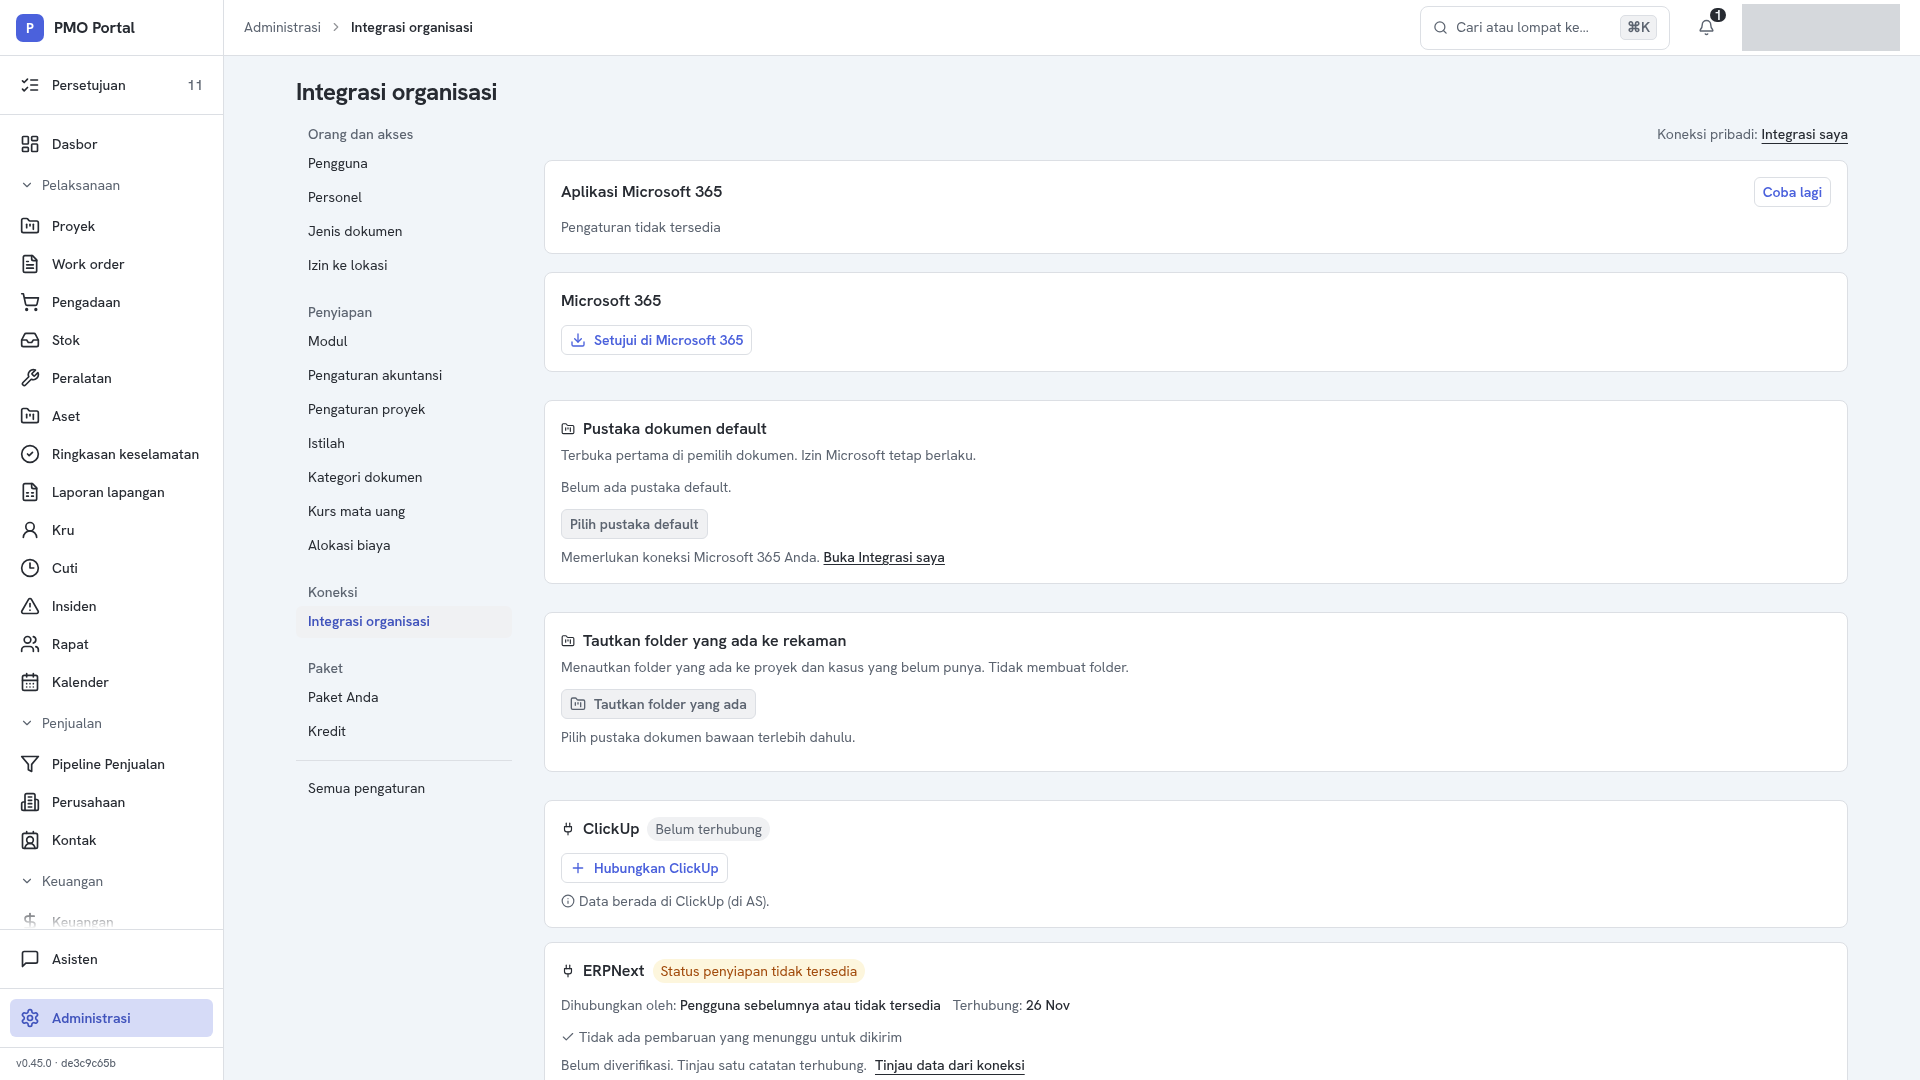 P PMO Portal
Administrasi > Integrasi organisasi
Cari atau lompat ke... ⌘K
1
Persetujuan 11
Dasbor
Pelaksanaan
Proyek
Work order
Pengadaan
Stok
Peralatan
Aset
Ringkasan keselamatan
Laporan lapangan
Kru
Cuti
Insiden
Rapat
Kalender
Penjualan
Pipeline Penjualan
Perusahaan
Kontak
Keuangan
Keuangan
Asisten
Administrasi
v0.45.0 · de3c9c65b
Integrasi organisasi
Orang dan akses
Pengguna
Personel
Jenis dokumen
Izin ke lokasi
Penyiapan
Modul
Pengaturan akuntansi
Pengaturan proyek
Istilah
Kategori dokumen
Kurs mata uang
Alokasi biaya
Koneksi
Integrasi organisasi
Paket
Paket Anda
Kredit
Semua pengaturan
Koneksi pribadi: Integrasi saya
Aplikasi Microsoft 365
Coba lagi
Pengaturan tidak tersedia
Microsoft 365
Setujui di Microsoft 365
Pustaka dokumen default
Terbuka pertama di pemilih dokumen. Izin Microsoft tetap berlaku.
Belum ada pustaka default.
Pilih pustaka default
Memerlukan koneksi Microsoft 365 Anda. Buka Integrasi saya
Tautkan folder yang ada ke rekaman
Menautkan folder yang ada ke proyek dan kasus yang belum punya. Tidak membuat folder.
Tautkan folder yang ada
Pilih pustaka dokumen bawaan terlebih dahulu.
ClickUp Belum terhubung
Hubungkan ClickUp
Data berada di ClickUp (di AS).
ERPNext Status penyiapan tidak tersedia
Dihubungkan oleh: Pengguna sebelumnya atau tidak tersedia Terhubung: 26 Nov
Tidak ada pembaruan yang menunggu untuk dikirim
Belum diverifikasi. Tinjau satu catatan terhubung. Tinjau data dari koneksi